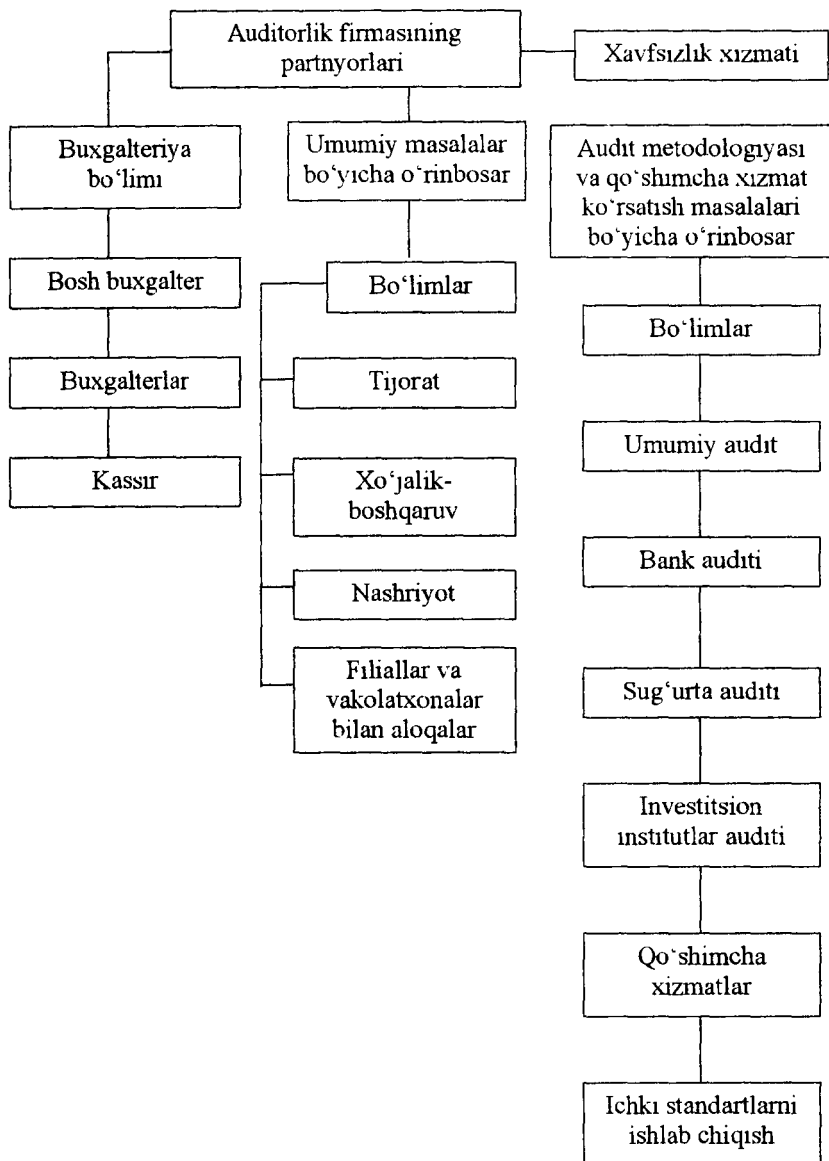 Auditorlik firmasining
partnyorlari
Xavfsizlik xizmati
Buxgalteriya
bo‘limi
Bosh buxgalter
Buxgalterlar
Kassir
Umumiy masalalar
bo‘yicha o‘rinbosar
Bo‘limlar
Tijorat
Xo‘jalik-
boshqaruv
Nashriyot
Filiallar va
vakolatxonalar
bilan aloqalar
Audit metodologiyasi
va qo‘shimcha xizmat
ko‘rsatish masalalari
bo‘yicha o‘rinbosar
Bo‘limlar
Umumiy audit
Bank auditi
Sug‘urta auditi
Investitsion
institutlar auditi
Qo‘shimcha
xizmatlar
Ichki standartlarni
ishlab chiqish